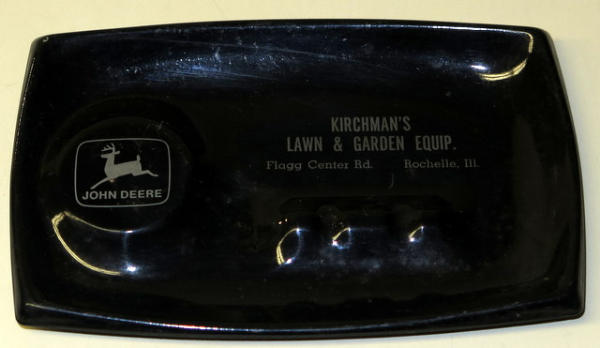 KIRCHMAN'S
LAWN & GARDEN EQUIP.
Flagg Center Rd. Rochelle, Ill.
JOHN DEERE